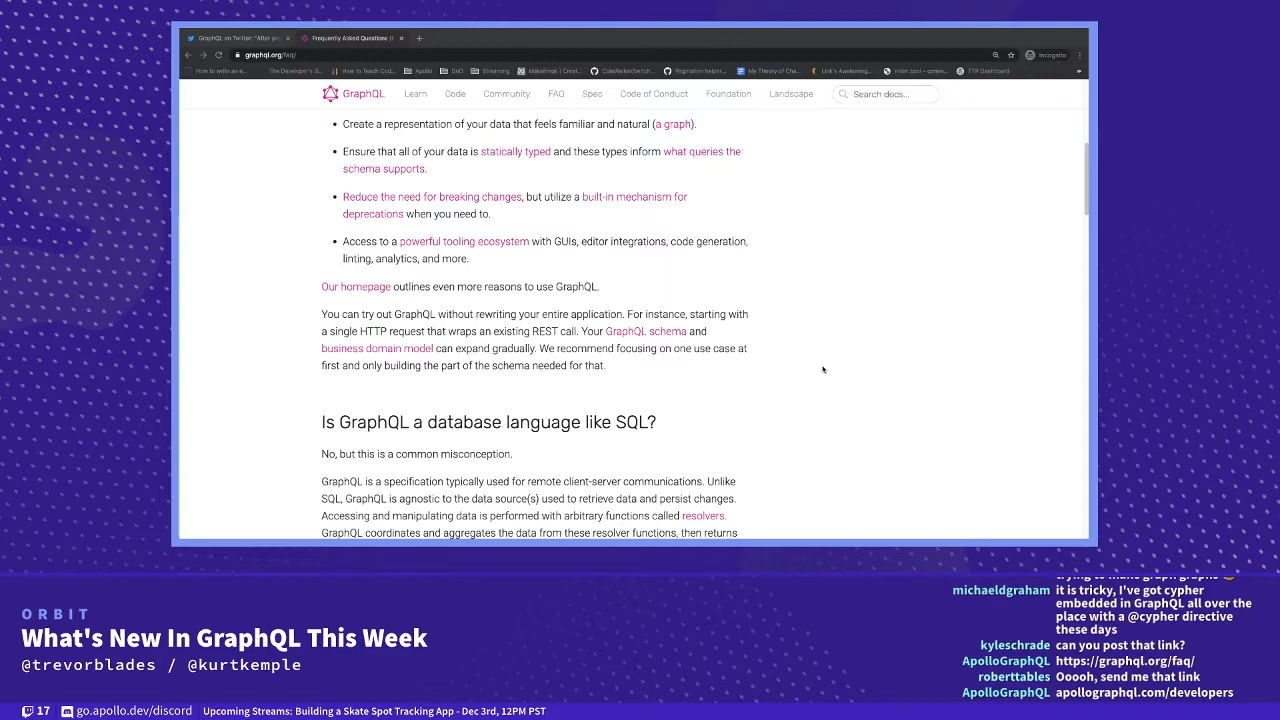 GraphQL on Twitter: "After you
Frequently Asked Questions (F
graphql.org/faq/
Incognito
How to write an e...
The Developer's G...
How to Teach Cod...
Apollo
GnO
Streaming
Makelmoji | Creat...
Pagination helper...
My Theory of Cha...
Link's Awakening...
mitm.cool – conne...
FTP Dashboard
»
GraphQL
Learn
Code
Community
FAQ
Spec
Code of Conduct
Foundation
Landscape
Search docs...
• Create a representation of your data that feels familiar and natural (a graph).
• Ensure that all of your data is statically typed and these types inform what queries the
schema supports.
• Reduce the need for breaking changes, but utilize a built-in mechanism for
deprecations when you need to.
• Access to a powerful tooling ecosystem with GUIs, editor integrations, code generation,
linting, analytics, and more.
Our homepage outlines even more reasons to use GraphQL.
You can try out GraphQL without rewriting your entire application. For instance, starting with
a single HTTP request that wraps an existing REST call. Your GraphQL schema and
business domain model can expand gradually. We recommend focusing on one use case at
first and only building the part of the schema needed for that.
Is GraphQL a database language like SQL?
No, but this is a common misconception.
GraphQL is a specification typically used for remote client-server communications. Unlike
SQL, GraphQL is agnostic to the data source(s) used to retrieve data and persist changes.
Accessing and manipulating data is performed with arbitrary functions called resolvers.
GraphQL coordinates and aggregates the data from these resolver functions, then returns
ORBIT
What's New In GraphQL This Week
@trevorblades / @kurtkemple
trying to make graph graphs
michaeldgraham it is tricky, I've got cypher
embedded in GraphQL all over the
place with a @cypher directive
these days
kyleschrade can you post that link?
ApolloGraphQL https://graphql.org/faq/
roberttables Ooooh, send me that link
ApolloGraphQL apollographql.com/developers
17 go.apollo.dev/discord Upcoming Streams: Building a Skate Spot Tracking App - Dec 3rd, 12PM PST